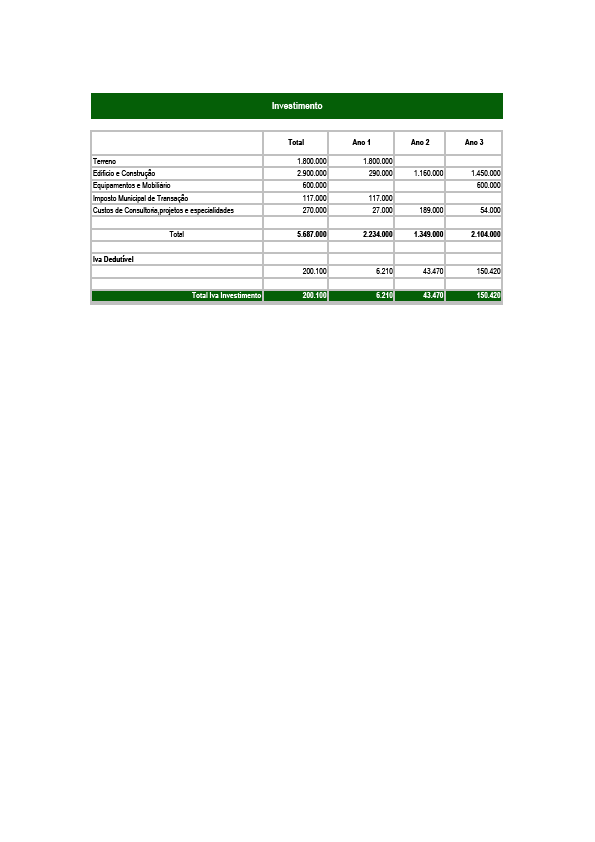 Investimento
Total Ano 1 Ano 2 Ano 3
Terreno 1.800.000 1.800.000
Edifício e Construção 2.900.000 290.000 1.160.000 1.450.000
Equipamentos e Mobiliário 600.000 600.000
Imposto Municipal de Transação 117.000 117.000
Custos de Consultoria,projetos e especialidades 270.000 27.000 189.000 54.000
Total 5.687.000 2.234.000 1.349.000 2.104.000
Iva Dedutível
200.100 6.210 43.470 150.420
Total Iva Investimento 200.100 6.210 43.470 150.420